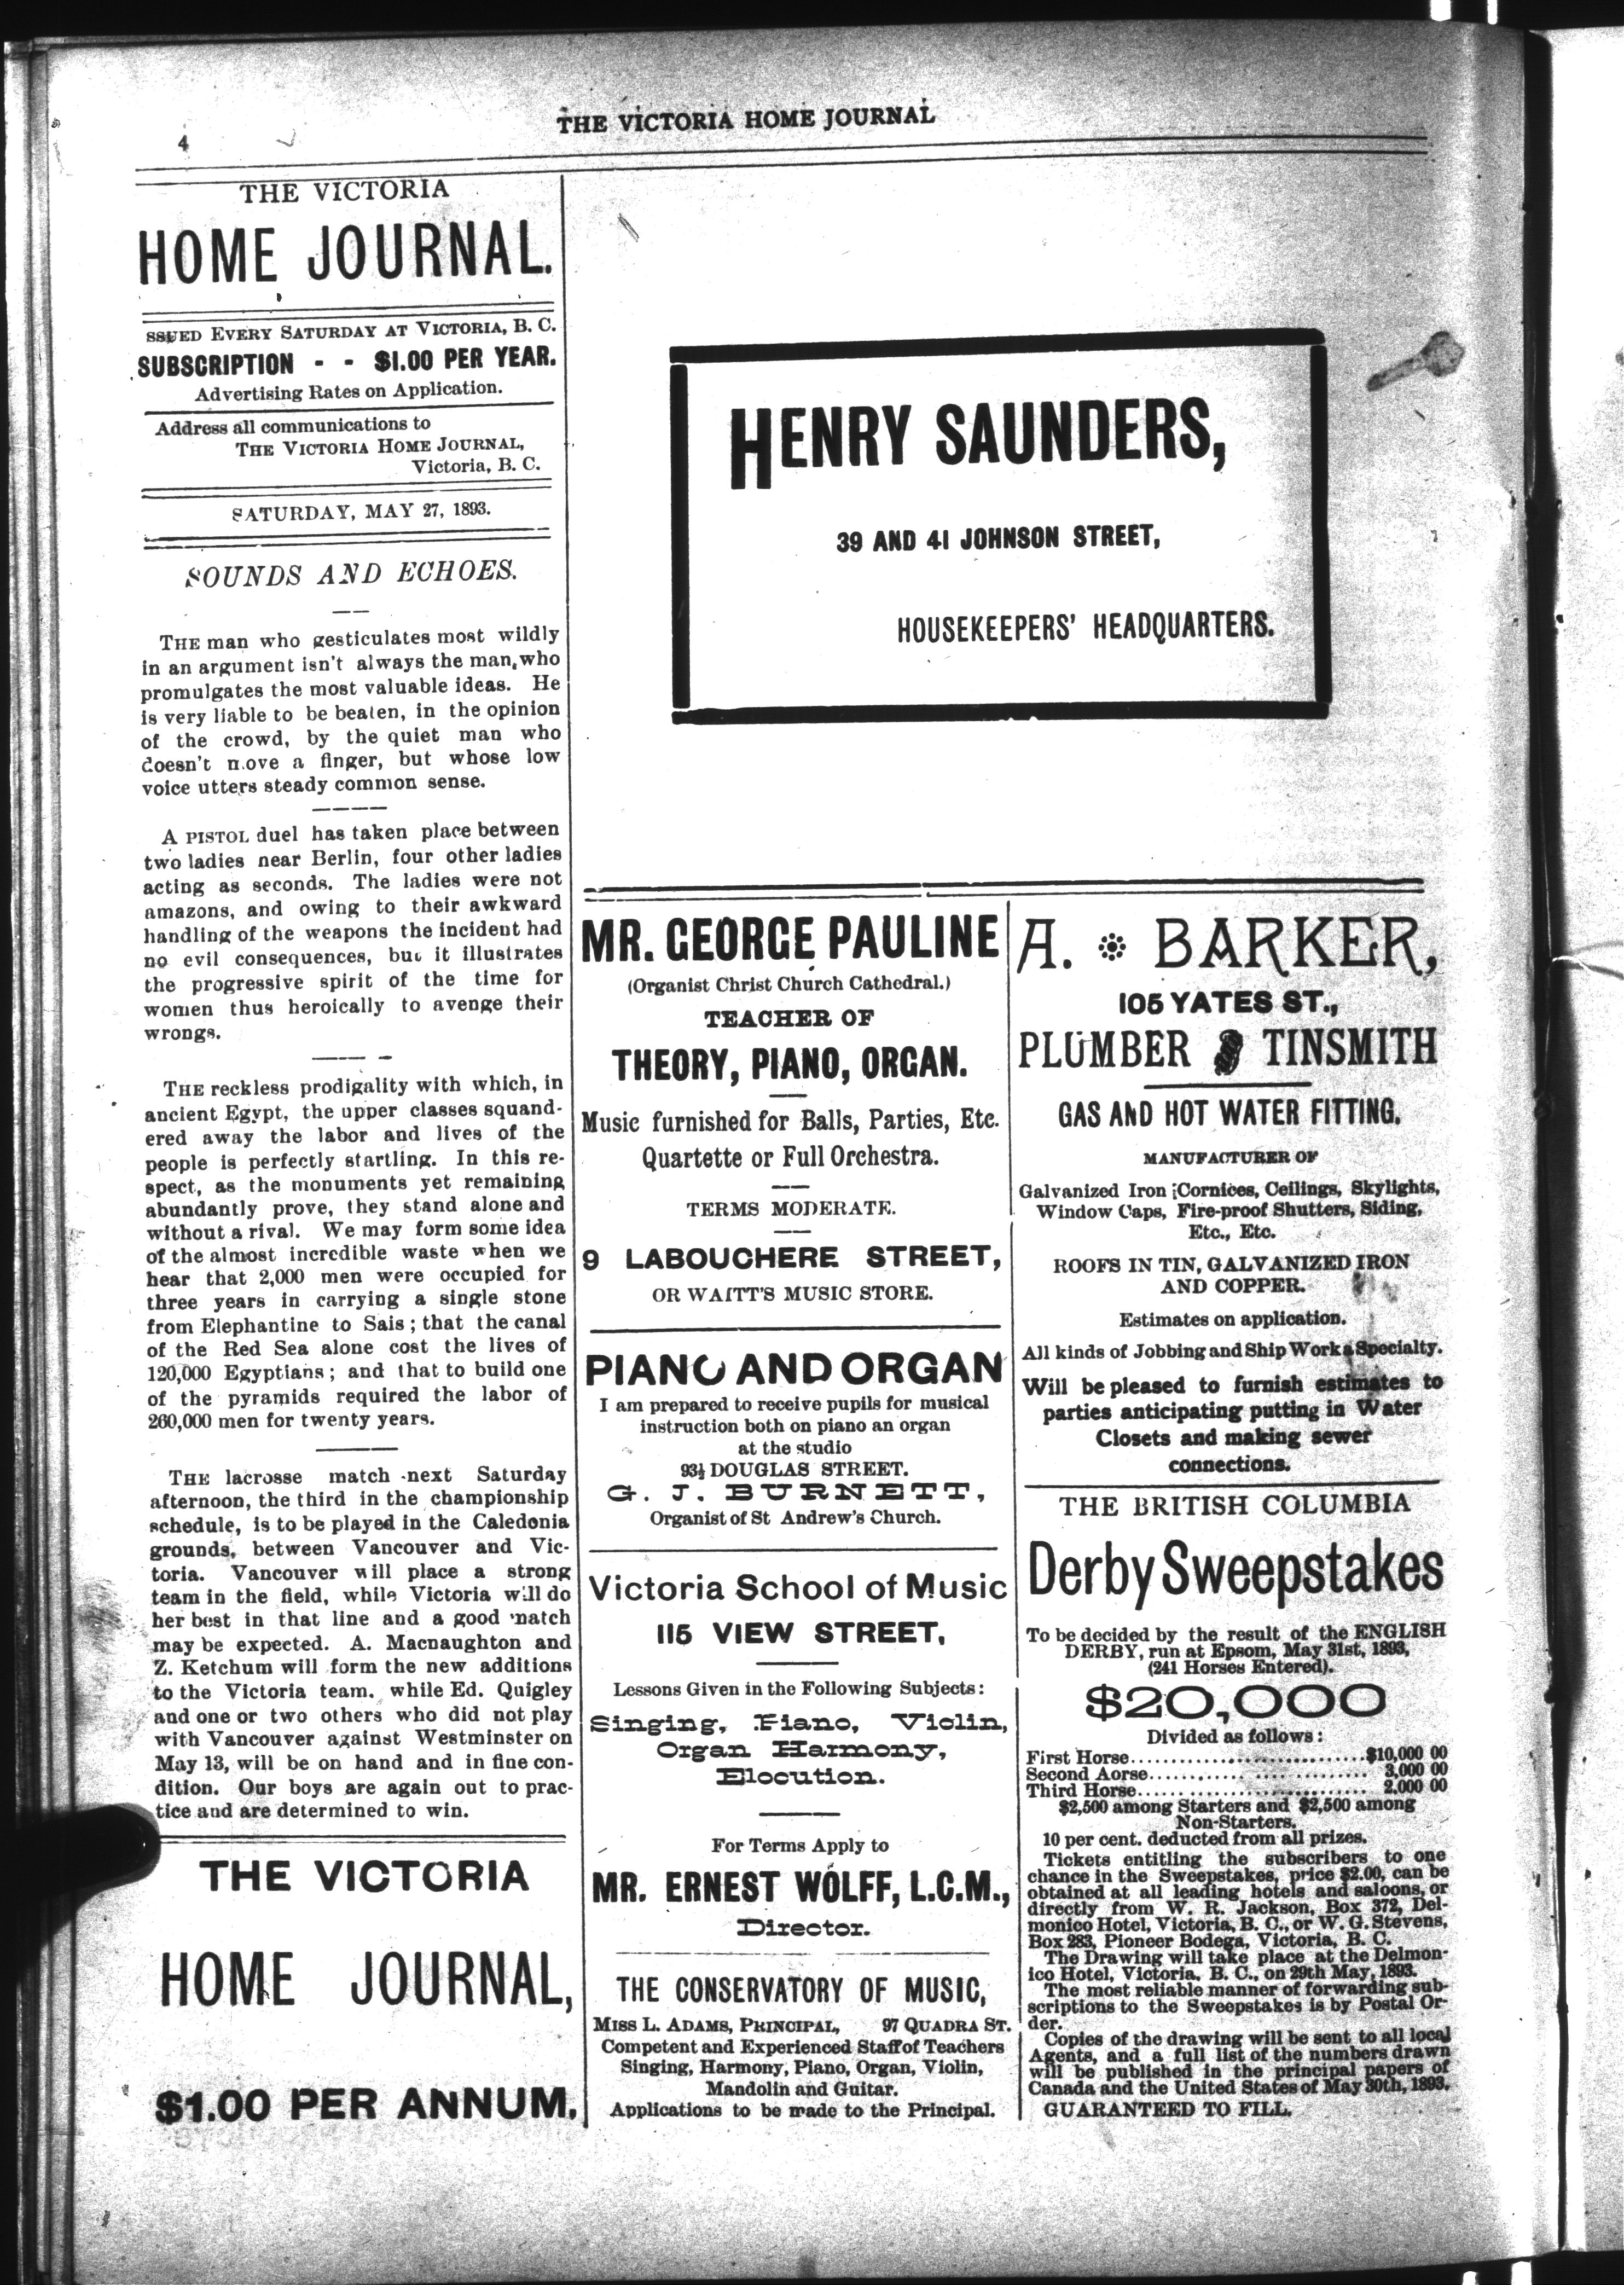 4
THE VICTORIA HOME JOURNAL
THE VICTORIA
HOME JOURNAL.
SSUED EVERY SATURDAY AT VICTORIA, B. C.
SUBSCRIPTION - - $1.00 PER YEAR.
Advertising Rates on Application.
Address all communications to
THE VICTORIA HOME JOURNAL,
Victoria, B. C.
SATURDAY, MAY 27, 1893.
SOUNDS AND ECHOES.
THE man who gesticulates most wildly
in an argument isn't always the man who
promulgates the most valuable ideas. He
is very liable to be beaten, in the opinion
of the crowd, by the quiet man who
doesn't move a finger, but whose low
voice utters steady common sense.
A PISTOL duel has taken place between
two ladies near Berlin, four other ladies
acting as seconds. The ladies were not
amazons, and owing to their awkward
handling of the weapons the incident had
no evil consequences, but it illustrates
the progressive spirit of the time for
women thus heroically to avenge their
wrongs.
THE reckless prodigality with which, in
ancient Egypt, the upper classes squand-
ered away the labor and lives of the
people is perfectly startling. In this re-
spect, as the monuments yet remaining
abundantly prove, they stand alone and
without a rival. We may form some idea
of the almost incredible waste when we
hear that 2,000 men were occupied for
three years in carrying a single stone
from Elephantine to Sais; that the canal
of the Red Sea alone cost the lives of
120,000 Egyptians; and that to build one
of the pyramids required the labor of
260,000 men for twenty years.
THE lacrosse match next Saturday
afternoon, the third in the championship
schedule, is to be played in the Caledonia
grounds, between Vancouver and Vic-
toria. Vancouver will place a strong
team in the field, while Victoria will do
her best in that line and a good match
may be expected. A. Macnaughton and
Z. Ketchum will form the new additions
to the Victoria team, while Ed. Quigley
and one or two others who did not play
with Vancouver against Westminster on
May 13, will be on hand and in fine con-
dition. Our boys are again out to prac-
tice and are determined to win.
THE VICTORIA
HOME JOURNAL,
$1.00 PER ANNUM.
HENRY SAUNDERS,
39 AND 41 JOHNSON STREET,
HOUSEKEEPERS' HEADQUARTERS.
MR. GEORGE PAULINE
(Organist Christ Church Cathedral.)
TEACHER OF
THEORY, PIANO, ORGAN.
Music furnished for Balls, Parties, Etc.
Quartette or Full Orchestra.
TERMS MODERATE.
9 LABOUCHERE STREET,
OR WAITT'S MUSIC STORE.
PIANO AND ORGAN
I am prepared to receive pupils for musical
instruction both on piano an organ
at the studio
93½ DOUGLAS STREET.
G. J. BURNETT,
Organist of St Andrew's Church.
Victoria School of Music
115 VIEW STREET,
Lessons Given in the Following Subjects:
Singing, Piano, Violin,
Organ Harmony,
Elocution.
For Terms Apply to
MR. ERNEST WOLFF, L.C.M.,
Director.
THE CONSERVATORY OF MUSIC,
MISS L. ADAMS, PRINCIPAL, 97 QUADRA ST.
Competent and Experienced Staff of Teachers
Singing, Harmony, Piano, Organ, Violin,
Mandolin and Guitar.
Applications to be made to the Principal.
A. BARKER,
105 YATES ST.,
PLUMBER TINSMITH
GAS AND HOT WATER FITTING.
MANUFACTURER OF
Galvanized Iron Cornices, Ceilings, Skylights,
Window Caps, Fire-proof Shutters, Siding,
Etc., Etc.
ROOFS IN TIN, GALVANIZED IRON
AND COPPER.
Estimates on application.
All kinds of Jobbing and Ship Work a Specialty.
Will be pleased to furnish estimates to
parties anticipating putting in Water
Closets and making sewer
connections.
THE BRITISH COLUMBIA
Derby Sweepstakes
To be decided by the result of the ENGLISH
DERBY, run at Epsom, May 31st, 1893,
(241 Horses Entered).
$20,000
Divided as follows:
First Horse..............................$10,000 00
Second Aorse.............................. 3,000 00
Third Horse.............................. 2,000 00
$2,500 among Starters and $2,500 among
Non-Starters.
10 per cent. deducted from all prizes.
Tickets entitling the subscribers to one
chance in the Sweepstakes, price $2.00, can be
obtained at all leading hotels and saloons, or
directly from W. R. Jackson, Box 372, Del-
monico Hotel, Victoria, B. C., or W. G. Stevens,
Box 283, Pioneer Bodega, Victoria, B. C.
The Drawing will take place at the Delmon-
ico Hotel, Victoria, B. C., on 29th May, 1893.
The most reliable manner of forwarding sub-
scriptions to the Sweepstakes is by Postal Or-
der.
Copies of the drawing will be sent to all local
Agents, and a full list of the numbers drawn
will be published in the principal papers of
Canada and the United States of May 30th, 1893.
GUARANTEED TO FILL.